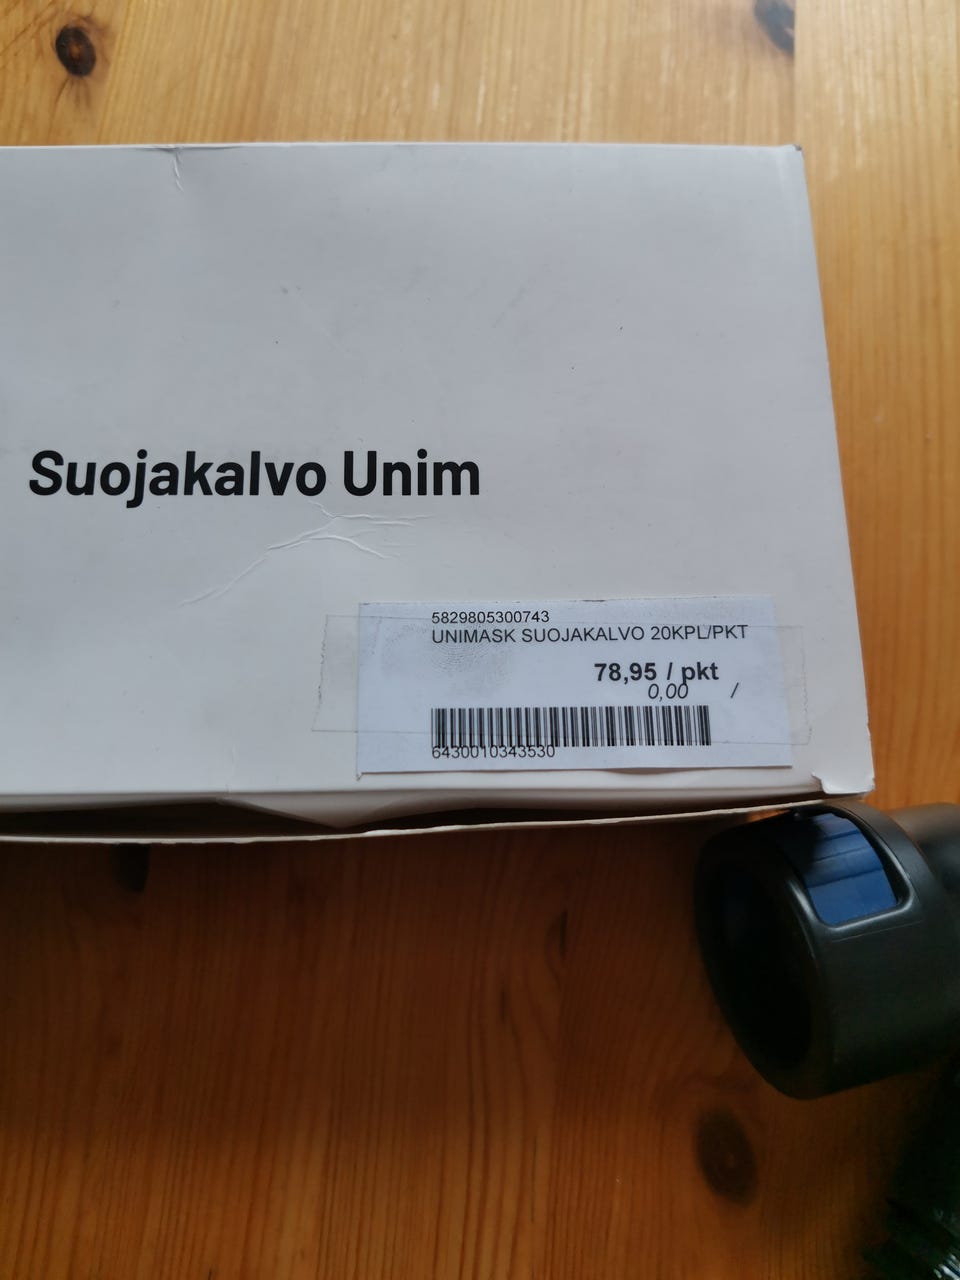 Suojakalvo Unim
5829805300743
UNIMASK SUOJAKALVO 20KPL/PKT
78,95 / pkt
0,00 /
6430010343530